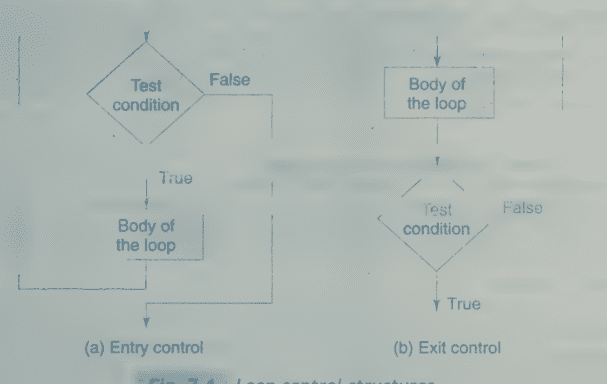 Test
condition
False
True
Body of
the loop
(a) Entry control
Body of
the loop
Test
condition
False
True
(b) Exit control
Loop control structures